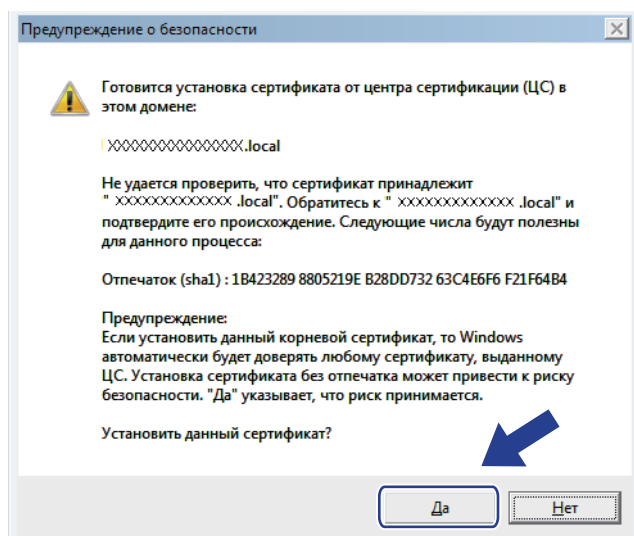 Предупреждение о безопасности
Готовится установка сертификата от центра сертификации (ЦС) в
этом домене:
XXXXXXXXXXXXXXX.local
Не удается проверить, что сертификат принадлежит
" XXXXXXXXXXXXX .local". Обратитесь к " XXXXXXXXXXXXX .local" и
подтвердите его происхождение. Следующие числа будут полезны
для данного процесса:
Отпечаток (sha1) : 1B423289 8805219E B28DD732 63C4E6F6 F21F64B4
Предупреждение:
Если установить данный корневой сертификат, то Windows
автоматически будет доверять любому сертификату, выданному
ЦС. Установка сертификата без отпечатка может привести к риску
безопасности. "Да" указывает, что риск принимается.
Установить данный сертификат?
Да
Нет